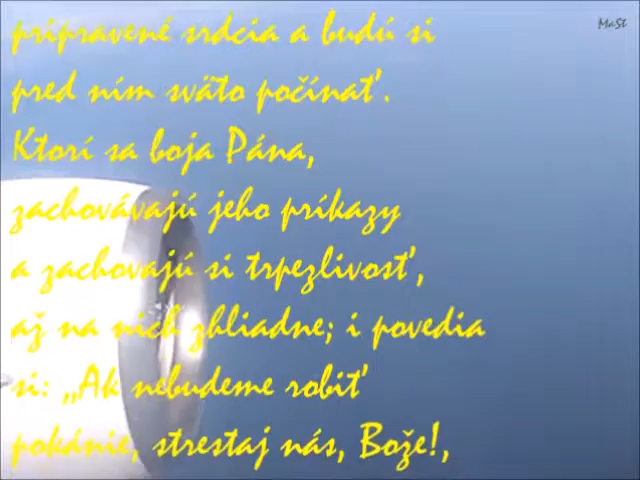 MaSt
pripravené srdcia a budú si
pred ním sväto počínať.
Ktorí sa boja Pána,
zachovávajú jeho príkazy
a zachovajú si trpezlivosť,
až na nich zhliadne; i povedia
si: „Ak nebudeme robiť
pokánie, strestaj nás, Bože!,